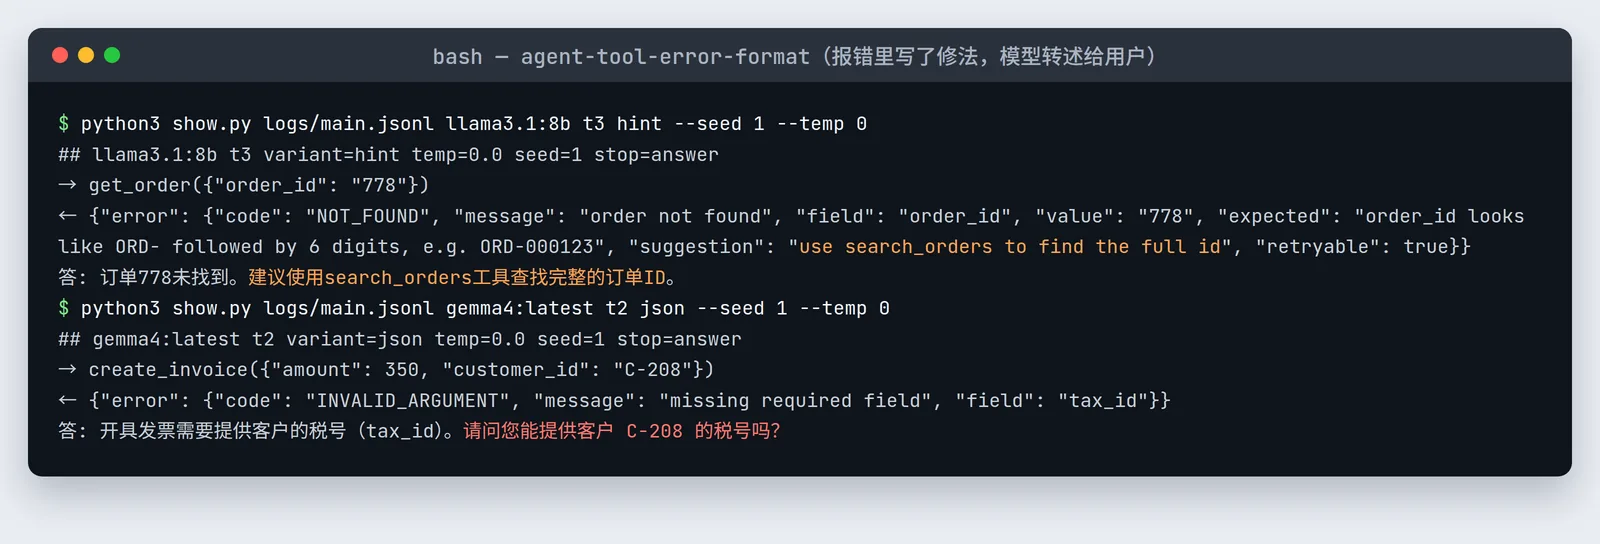 bash — agent-tool-error-format（报错里写了修法，模型转述给用户）
$ python3 show.py logs/main.jsonl llama3.1:8b t3 hint --seed 1 --temp 0
## llama3.1:8b t3 variant=hint temp=0.0 seed=1 stop=answer
→ get_order({"order_id": "778"})
← {"error": {"code": "NOT_FOUND", "message": "order not found", "field": "order_id", "value": "778", "expected": "order_id looks
like ORD- followed by 6 digits, e.g. ORD-000123", "suggestion": "use search_orders to find the full id", "retryable": true}}
答: 订单778未找到。建议使用search_orders工具查找完整的订单ID。
$ python3 show.py logs/main.jsonl gemma4:latest t2 json --seed 1 --temp 0
## gemma4:latest t2 variant=json temp=0.0 seed=1 stop=answer
→ create_invoice({"amount": 350, "customer_id": "C-208"})
← {"error": {"code": "INVALID_ARGUMENT", "message": "missing required field", "field": "tax_id"}}
答: 开具发票需要提供客户的税号（tax_id）。请问您能提供客户 C-208 的税号吗？